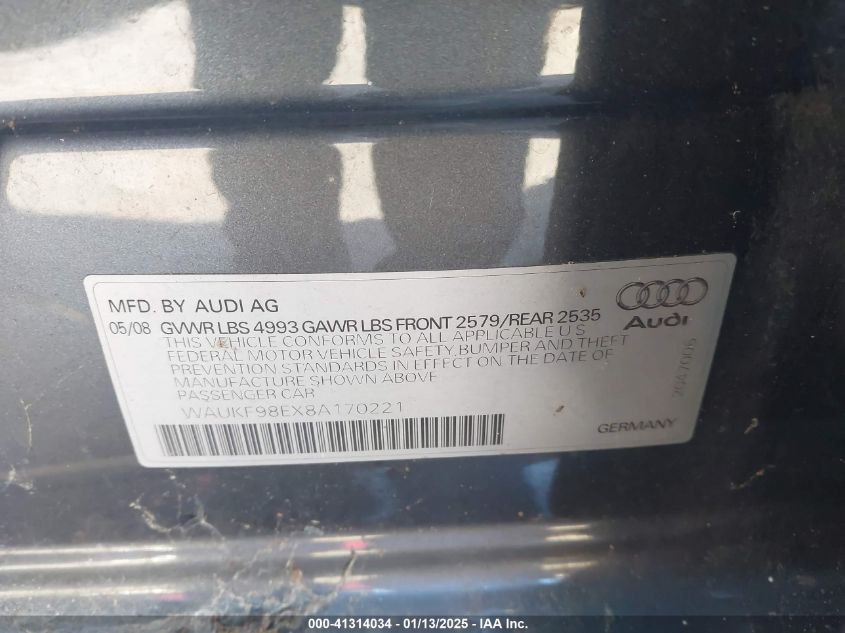 MFD. BY AUDI AG
05/08 GVWR LBS 4993 GAWR LBS FRONT 2579/REAR 2535
THIS VEHICLE CONFORMS TO ALL APPLICABLE U S
FEDERAL MOTOR VEHICLE SAFETY, BUMPER AND THEFT
PREVENTION STANDARDS IN EFFECT ON THE DATE OF
MANUFACTURE SHOWN ABOVE
PASSENGER CAR
WAUKF98EX8A170221
Audi
2047006
GERMANY
000-41314034 - 01/13/2025 - IAA Inc.